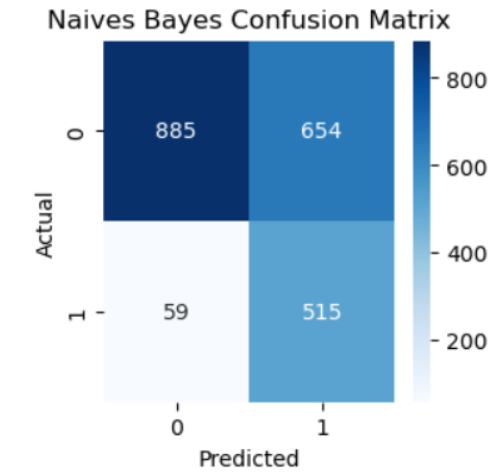 Naives Bayes Confusion Matrix
0 885 654 800
600
Actual
400
1 59 515
200
0 1
Predicted